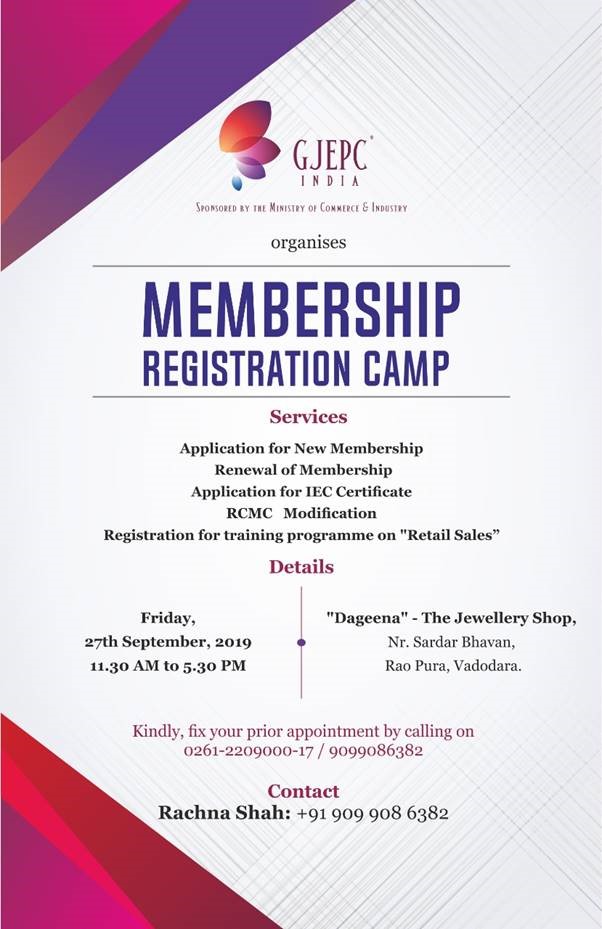 GJEPC®
INDIA
SPONSORED BY THE MINISTRY OF COMMERCE & INDUSTRY
organises
MEMBERSHIP
REGISTRATION CAMP
Services
Application for New Membership
Renewal of Membership
Application for IEC Certificate
RCMC Modification
Registration for training programme on "Retail Sales”
Details
Friday,
27th September, 2019
11.30 AM to 5.30 PM
"Dageena" - The Jewellery Shop,
Nr. Sardar Bhavan,
Rao Pura, Vadodara.
Kindly, fix your prior appointment by calling on
0261-2209000-17 / 9099086382
Contact
Rachna Shah: +91 909 908 6382